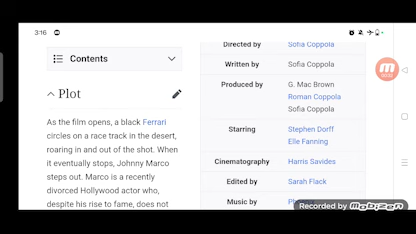 3:16
Contents
Plot
As the film opens, a black Ferrari
circles on a race track in the desert,
roaring in and out of the shot. When
it eventually stops, Johnny Marco
steps out. Marco is a recently
divorced Hollywood actor who,
despite his rise to fame, does not
Directed by Sofia Coppola
Written by Sofia Coppola
Produced by G. Mac Brown
Roman Coppola
Sofia Coppola
Starring Stephen Dorff
Elle Fanning
Cinematography Harris Savides
Edited by Sarah Flack
Music by
Recorded by Mobizen